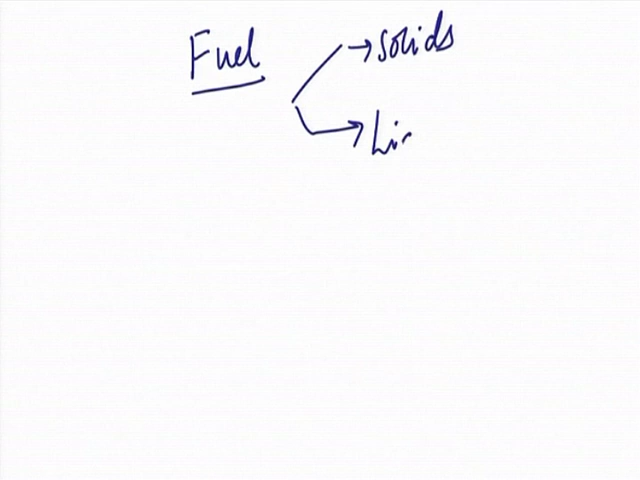 Fuel
→ Solids
→ Li